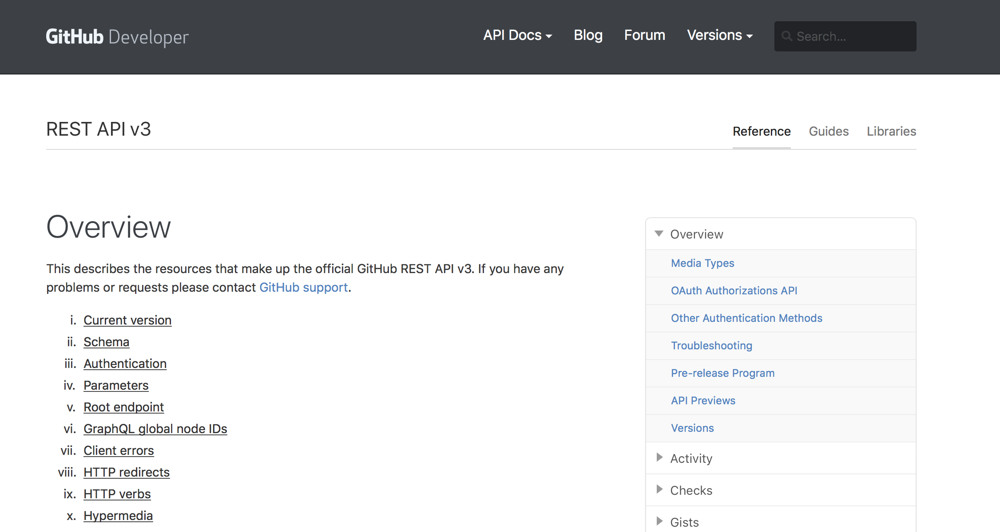 GitHub Developer
API Docs
Blog
Forum
Versions
Search...
REST API v3
Reference
Guides
Libraries
Overview
This describes the resources that make up the official GitHub REST API v3. If you have any
problems or requests please contact GitHub support.
i. Current version
ii. Schema
iii. Authentication
iv. Parameters
v. Root endpoint
vi. GraphQL global node IDs
vii. Client errors
viii. HTTP redirects
ix. HTTP verbs
x. Hypermedia
Overview
Media Types
OAuth Authorizations API
Other Authentication Methods
Troubleshooting
Pre-release Program
API Previews
Versions
Activity
Checks
Gists